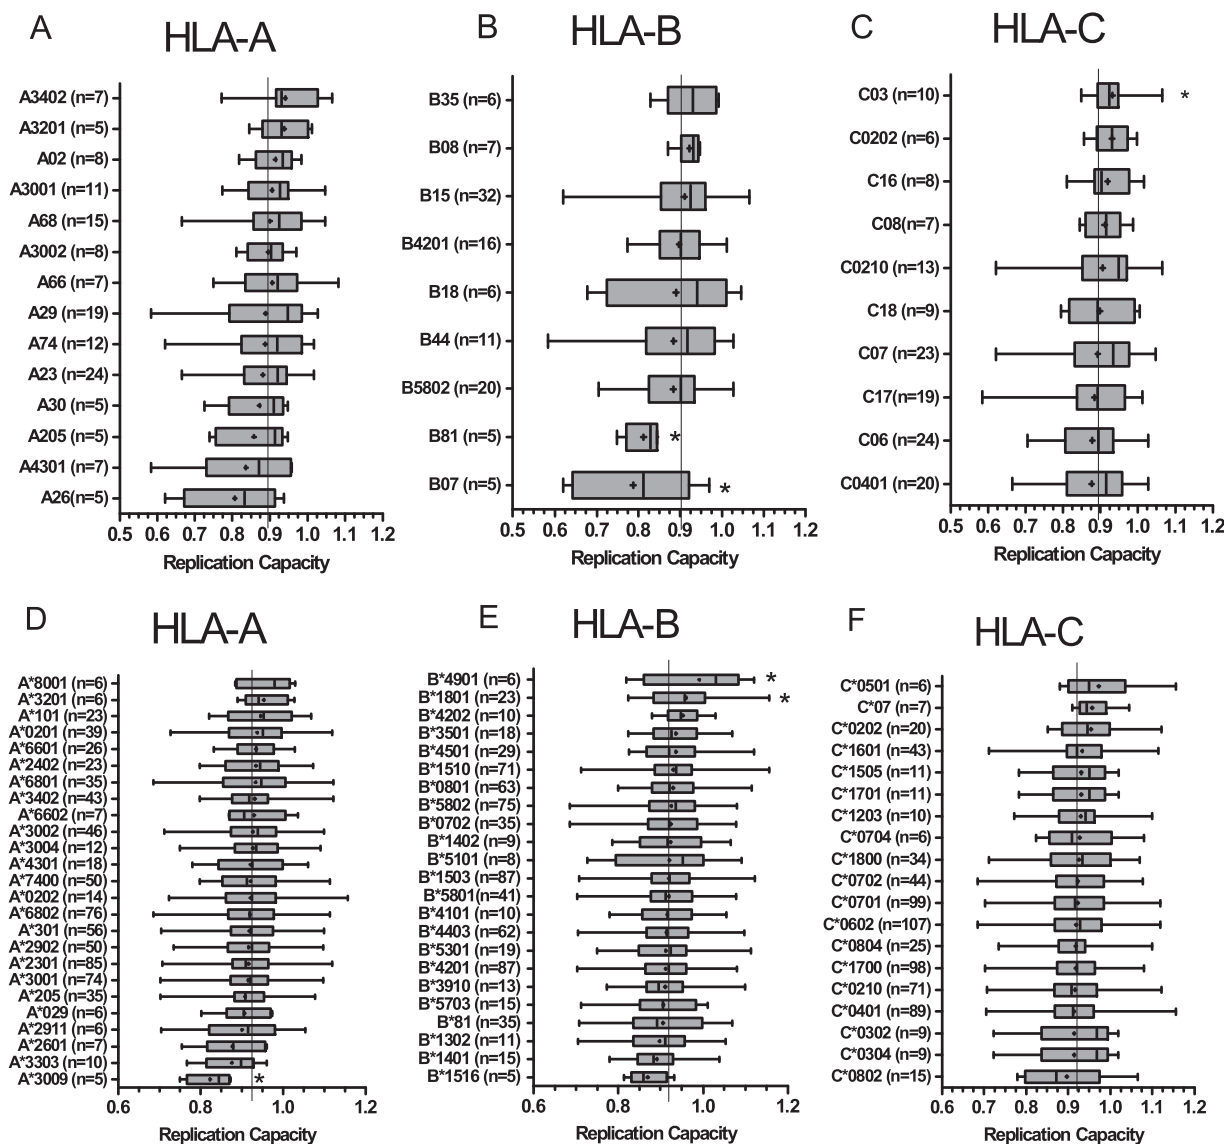 A
HLA-A
A3402 (n=7)
A3201 (n=5)
A02 (n=8)
A3001 (n=11)
A68 (n=15)
A3002 (n=8)
A66 (n=7)
A29 (n=19)
A74 (n=12)
A23 (n=24)
A30 (n=5)
A205 (n=5)
A4301 (n=7)
A26(n=5)
0.5 0.6 0.7 0.8 0.9 1.0 1.1 1.2
Replication Capacity
B
HLA-B
B35 (n=6)
B08 (n=7)
B15 (n=32)
B4201 (n=16)
B18 (n=6)
B44 (n=11)
B5802 (n=20)
B81 (n=5) *
B07 (n=5) *
0.5 0.6 0.7 0.8 0.9 1.0 1.1 1.2
Replication Capacity
C
HLA-C
C03 (n=10) *
C0202 (n=6)
C16 (n=8)
C08(n=7)
C0210 (n=13)
C18 (n=9)
C07 (n=23)
C17(n=19)
C06 (n=24)
C0401 (n=20)
0.5 0.6 0.7 0.8 0.9 1.0 1.1 1.2
Replication Capacity
D
HLA-A
A*8001 (n=6)
A*3201 (n=6)
A*101 (n=23)
A*0201 (n=39)
A*6601 (n=26)
A*2402 (n=23)
A*6801 (n=35)
A*3402 (n=43)
A*6602 (n=7)
A*3002 (n=46)
A*3004 (n=12)
A*4301 (n=18)
A*7400 (n=50)
A*0202 (n=14)
A*6802 (n=76)
A*301 (n=56)
A*2902 (n=50)
A*2301 (n=85)
A*3001 (n=74)
A*205 (n=35)
A*029 (n=6)
A*2911 (n=6)
A*2601 (n=7)
A*3303 (n=10)
A*3009 (n=5) *
0.6 0.8 1.0 1.2
Replication Capacity
E
HLA-B
B*4901 (n=6) *
B*1801 (n=23) *
B*4202 (n=10)
B*3501 (n=18)
B*4501 (n=29)
B*1510 (n=71)
B*0801 (n=63)
B*5802 (n=75)
B*0702 (n=35)
B*1402 (n=9)
B*5101 (n=8)
B*1503 (n=87)
B*5801(n=41)
B*4101 (n=10)
B*4403 (n=62)
B*5301 (n=19)
B*4201 (n=87)
B*3910 (n=13)
B*5703 (n=15)
B*81 (n=35)
B*1302 (n=11)
B*1401 (n=15)
B*1516 (n=5)
0.6 0.8 1.0 1.2
Replication Capacity
F
HLA-C
C*0501 (n=6)
C*07 (n=7)
C*0202 (n=20)
C*1601 (n=43)
C*1505 (n=11)
C*1701 (n=11)
C*1203 (n=10)
C*0704 (n=6)
C*1800 (n=34)
C*0702 (n=44)
C*0701 (n=99)
C*0602 (n=107)
C*0804 (n=25)
C*1700 (n=98)
C*0210 (n=71)
C*0401 (n=89)
C*0302 (n=9)
C*0304 (n=9)
C*0802 (n=15)
0.6 0.7 0.8 0.9 1.0 1.1 1.2
Replication Capacity